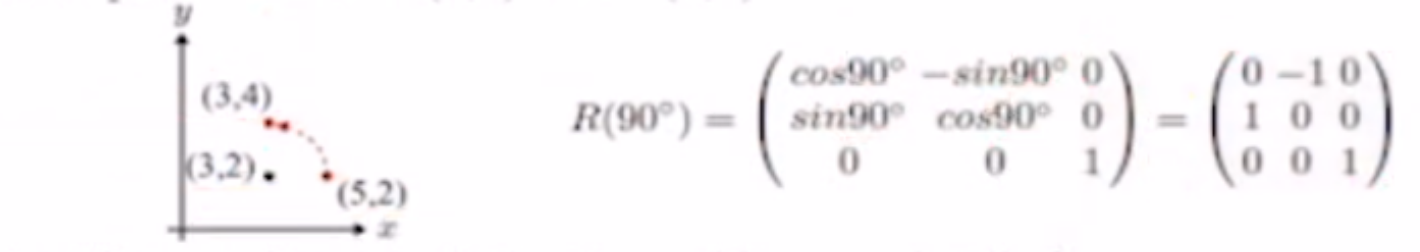 y
(3,4)
(3,2)
(5,2)
x
R(90°) = ( cos90° −sin90° 0 ) = ( 0 −1 0 )
sin90° cos90° 0 1 0 0
0 0 1 0 0 1